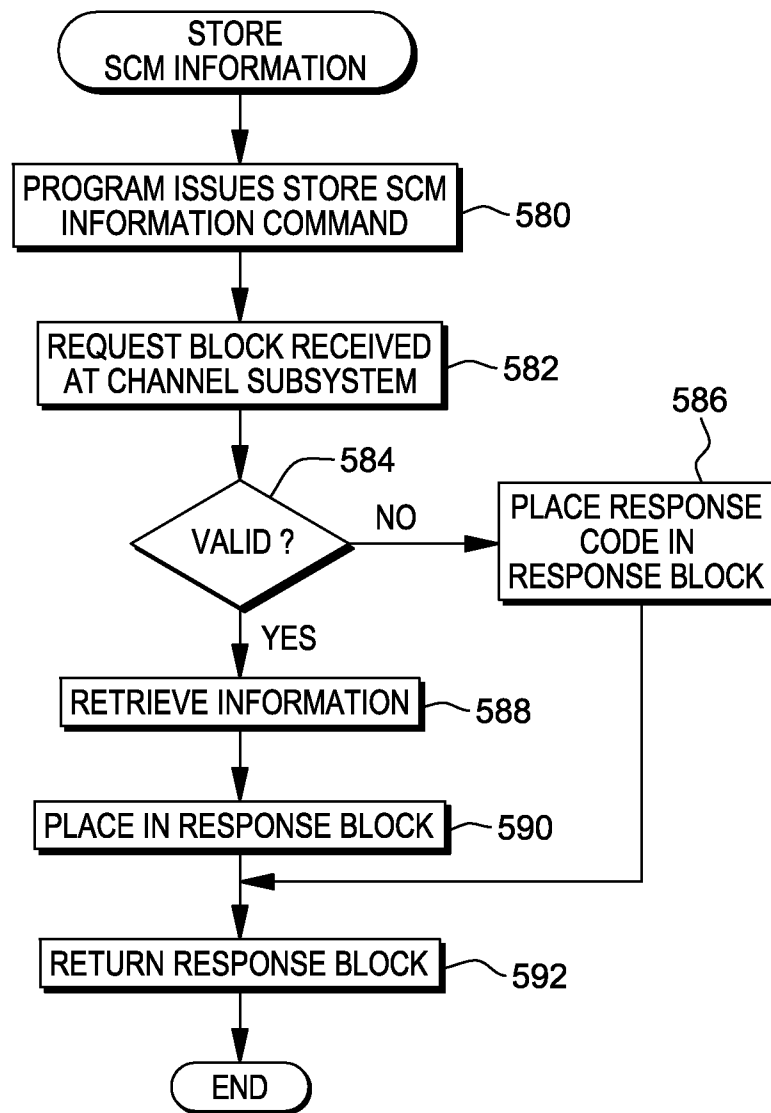 STORE
SCM INFORMATION
PROGRAM ISSUES STORE SCM
INFORMATION COMMAND
580
REQUEST BLOCK RECEIVED
AT CHANNEL SUBSYSTEM
582
584
VALID ?
NO
586
PLACE RESPONSE
CODE IN
RESPONSE BLOCK
YES
RETRIEVE INFORMATION
588
PLACE IN RESPONSE BLOCK
590
RETURN RESPONSE BLOCK
592
END